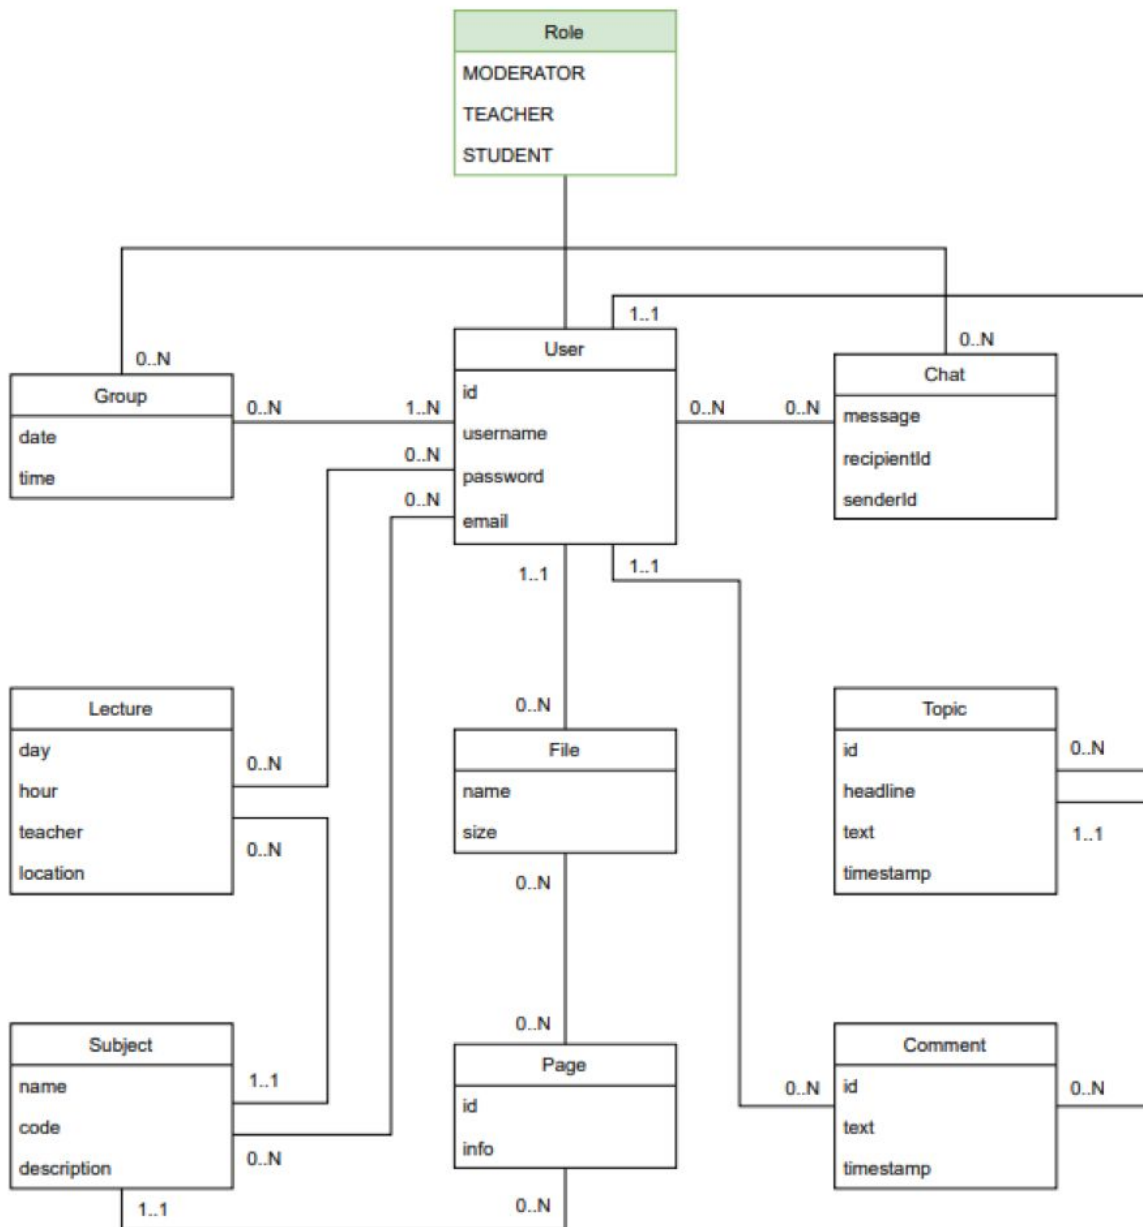 Role
MODERATOR
TEACHER
STUDENT
1..1
0..N
0..N
Group
date
time
0..N
1..N
0..N
0..N
User
id
username
password
email
0..N
0..N
Chat
message
recipientId
senderId
1..1
1..1
0..N
Lecture
day
hour
teacher
location
0..N
0..N
File
name
size
0..N
Topic
id
headline
text
timestamp
0..N
1..1
0..N
Subject
name
code
description
1..1
0..N
1..1
Page
id
info
0..N
0..N
Comment
id
text
timestamp
0..N